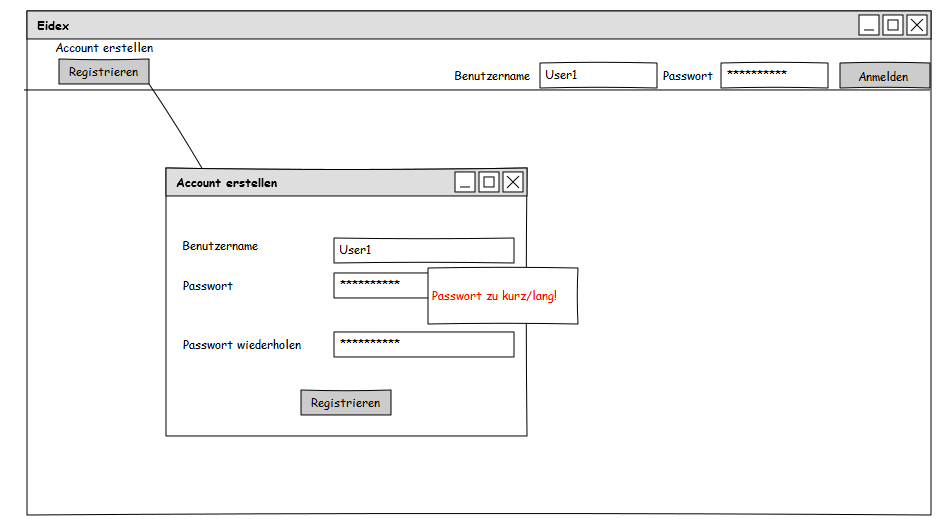 Eidex
Account erstellen
Registrieren
Benutzername User1 Passwort ********** Anmelden
Account erstellen
Benutzername User1
Passwort **********
Passwort zu kurz/lang!
Passwort wiederholen **********
Registrieren